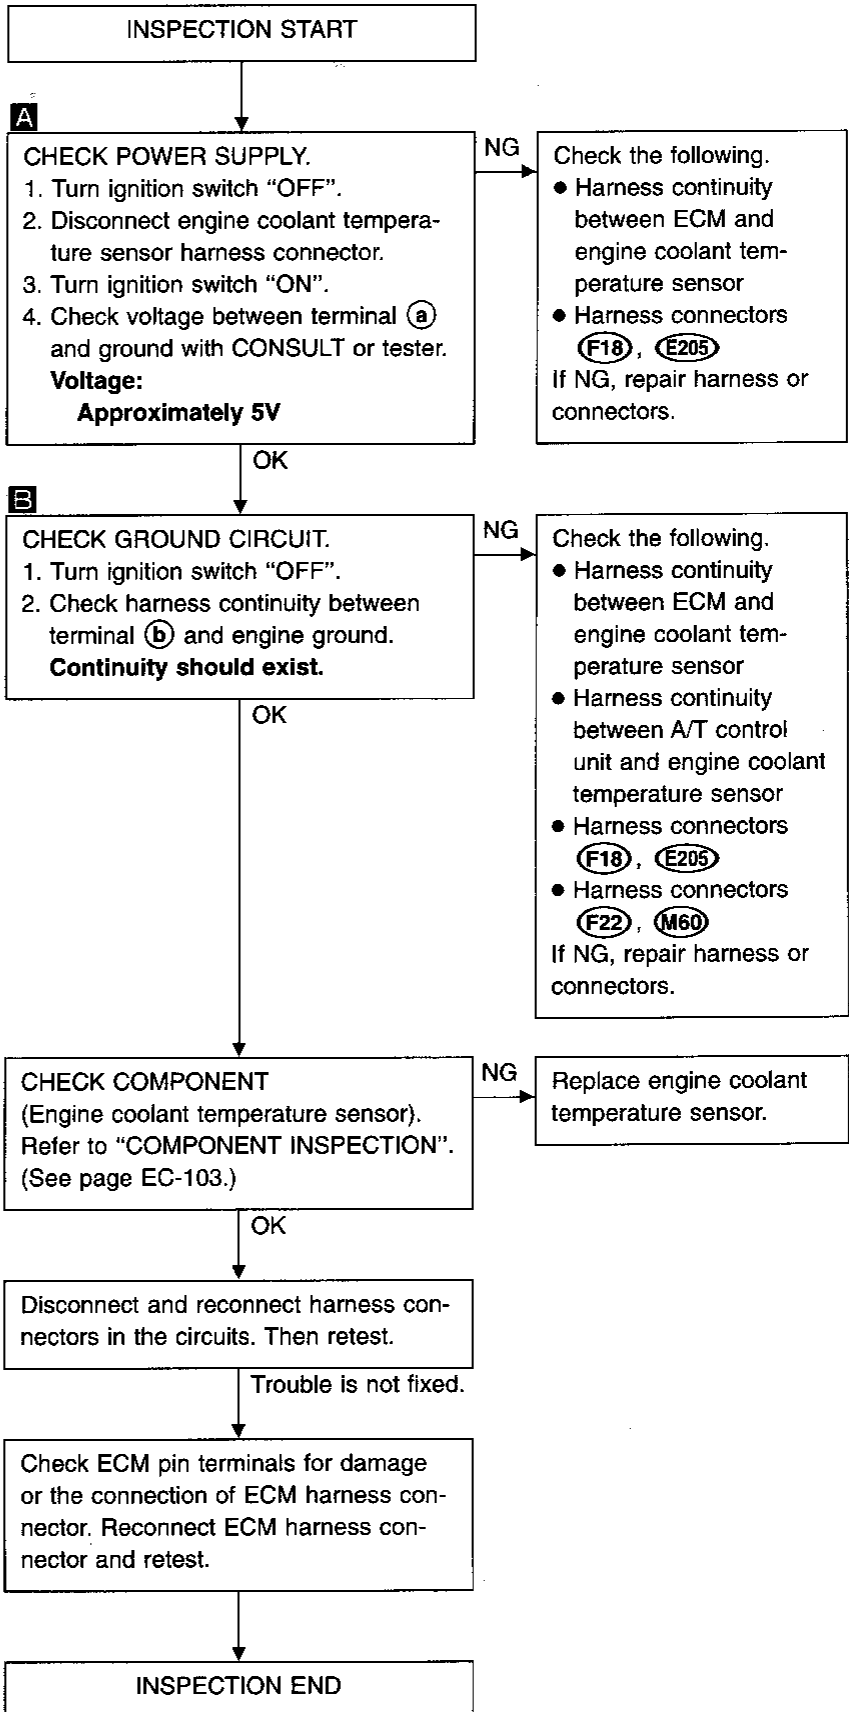 INSPECTION START
A
CHECK POWER SUPPLY.
1. Turn ignition switch “OFF”.
2. Disconnect engine coolant tempera-
ture sensor harness connector.
3. Turn ignition switch “ON”.
4. Check voltage between terminal ⓐ
and ground with CONSULT or tester.
Voltage:
Approximately 5V
NG
Check the following.
● Harness continuity
between ECM and
engine coolant tem-
perature sensor
● Harness connectors
F18, E205
If NG, repair harness or
connectors.
OK
B
CHECK GROUND CIRCUIT.
1. Turn ignition switch “OFF”.
2. Check harness continuity between
terminal ⓑ and engine ground.
Continuity should exist.
NG
Check the following.
● Harness continuity
between ECM and
engine coolant tem-
perature sensor
● Harness continuity
between A/T control
unit and engine coolant
temperature sensor
● Harness connectors
F18, E205
● Harness connectors
F22, M60
If NG, repair harness or
connectors.
OK
CHECK COMPONENT
(Engine coolant temperature sensor).
Refer to “COMPONENT INSPECTION”.
(See page EC-103.)
NG
Replace engine coolant
temperature sensor.
OK
Disconnect and reconnect harness con-
nectors in the circuits. Then retest.
Trouble is not fixed.
Check ECM pin terminals for damage
or the connection of ECM harness con-
nector. Reconnect ECM harness con-
nector and retest.
INSPECTION END